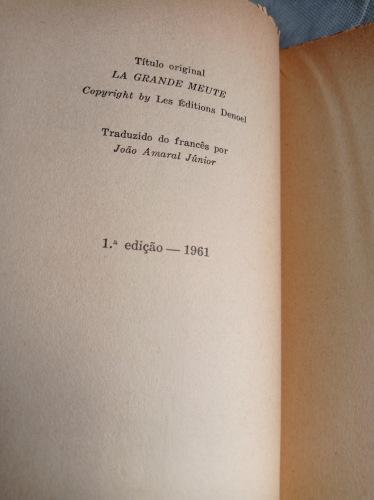 Título original
LA GRANDE MEUTE
Copyright by Les Éditions Denoel
Traduzido do francês por
João Amaral Júnior
1.ª edição — 1961